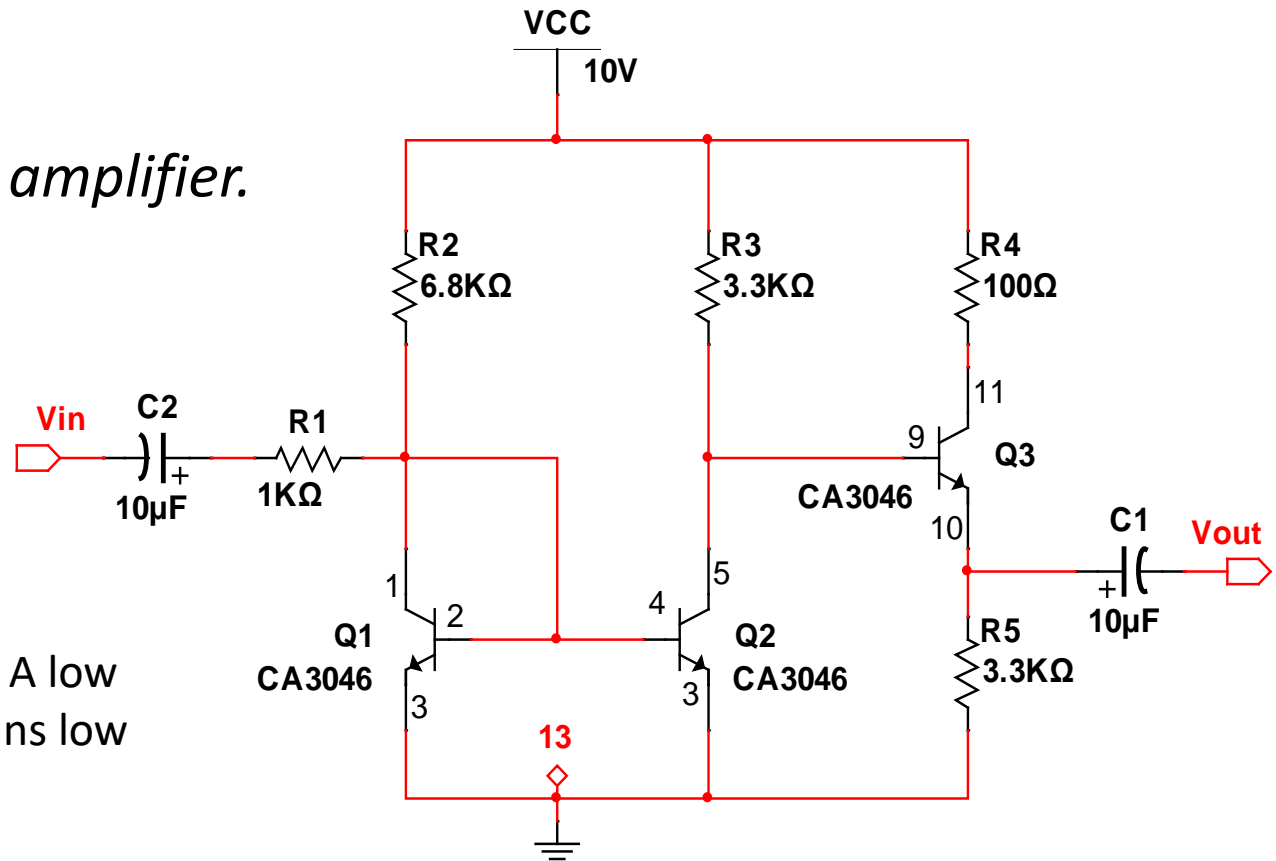 VCC
10V
amplifier.
R2
6.8KΩ
R3
3.3KΩ
R4
100Ω
Vin
C2
+
10µF
R1
1KΩ
11
9
Q3
CA3046
10
C1
+
10µF
Vout
1
2
Q1
CA3046
3
5
4
Q2
CA3046
3
R5
3.3KΩ
A low
ns low
13